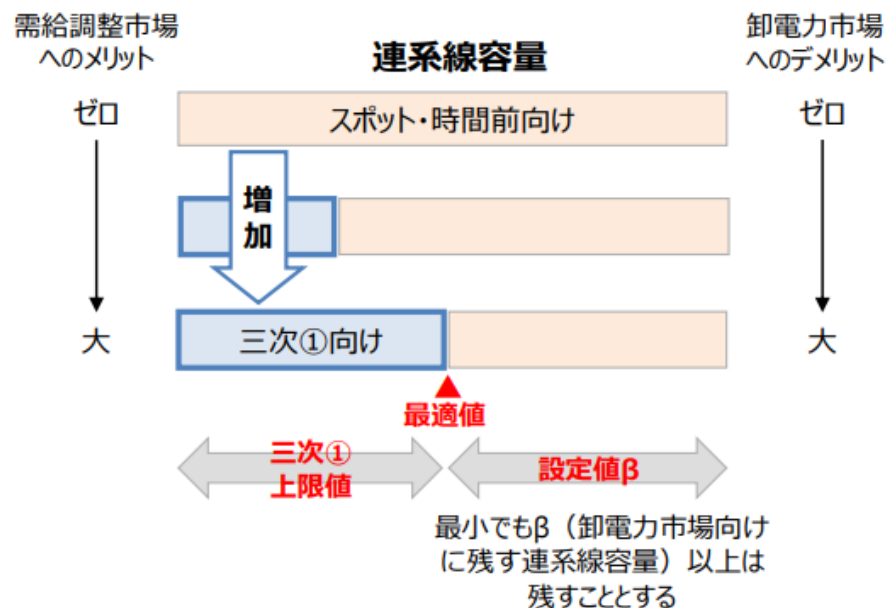 需給調整市場
へのメリット
連系線容量
卸電力市場
へのデメリット
ゼロ
スポット・時間前向け
ゼロ
増
加
大
三次①向け
大
最適値
三次①
上限値
設定値β
最小でもβ（卸電力市場向け
に残す連系線容量）以上は
残すこととする